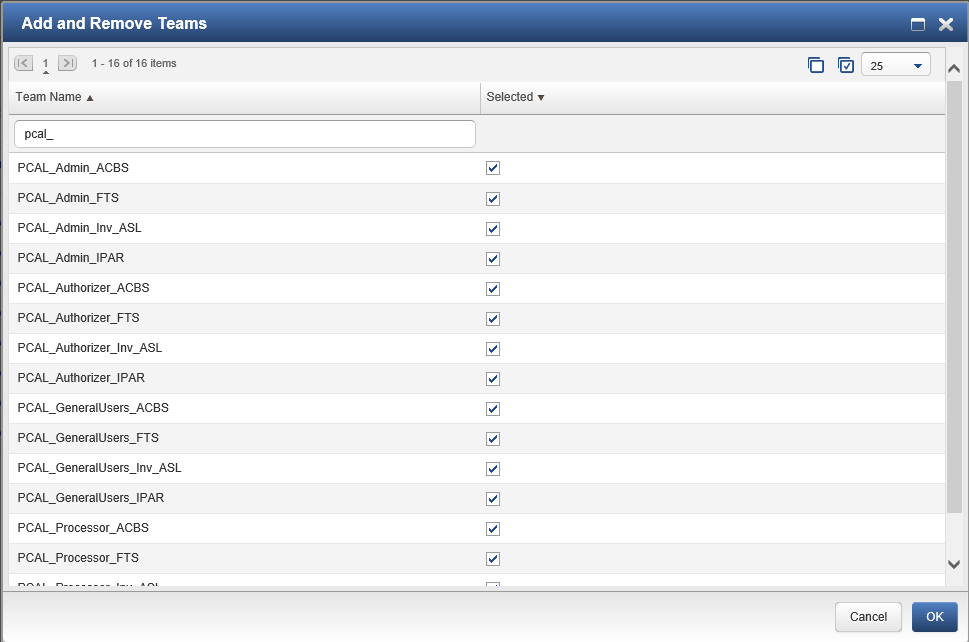 Add and Remove Teams
1 1 - 16 of 16 items 25
Team Name Selected
pcal_
PCAL_Admin_ACBS
PCAL_Admin_FTS
PCAL_Admin_Inv_ASL
PCAL_Admin_IPAR
PCAL_Authorizer_ACBS
PCAL_Authorizer_FTS
PCAL_Authorizer_Inv_ASL
PCAL_Authorizer_IPAR
PCAL_GeneralUsers_ACBS
PCAL_GeneralUsers_FTS
PCAL_GeneralUsers_Inv_ASL
PCAL_GeneralUsers_IPAR
PCAL_Processor_ACBS
PCAL_Processor_FTS
PCAL_Processor_Inv_ASL
Cancel OK